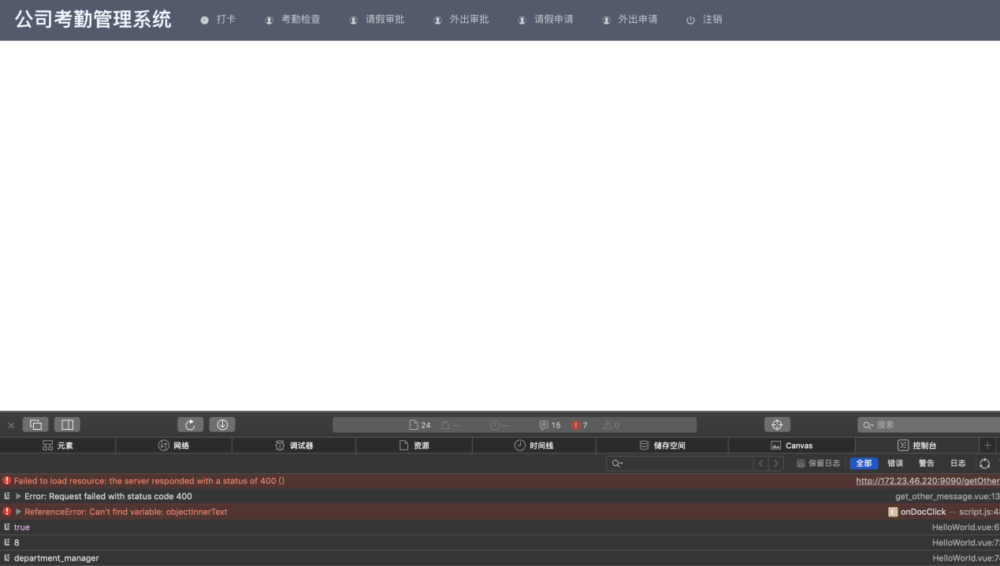 公司考勤管理系统 打卡 考勤检查 请假审批 外出审批 请假申请 外出申请 注销
24 — — 15 7 0 搜索
元素 网络 调试器 资源 时间线 储存空间 Canvas 控制台
保留日志 全部 错误 警告 日志
Failed to load resource: the server responded with a status of 400 () http://172.23.46.220:9090/getOther
Error: Request failed with status code 400 get_other_message.vue:13
ReferenceError: Can't find variable: objectInnerText E onDocClick — script.js:48
true HelloWorld.vue:6
8 HelloWorld.vue:7
department_manager HelloWorld.vue:7